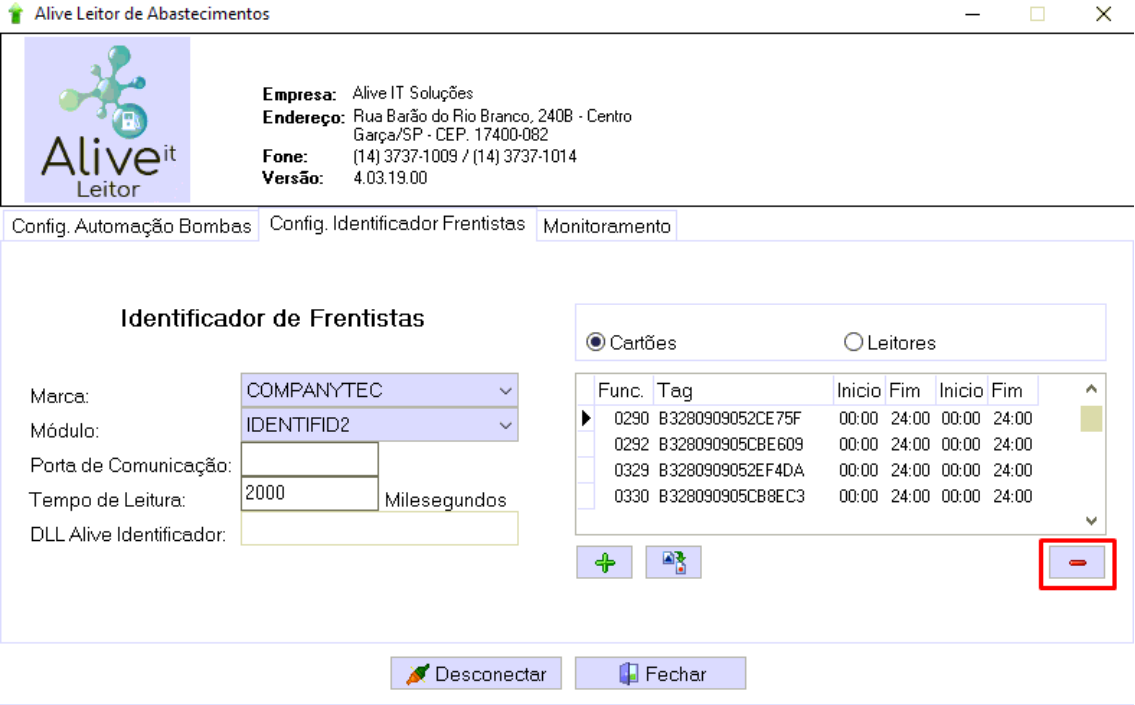 Alive Leitor de Abastecimentos
Alive it
Leitor
Empresa: Alive IT Soluções
Endereço: Rua Barão do Rio Branco, 240B - Centro
Garça/SP - CEP. 17400-082
Fone: (14) 3737-1009 / (14) 3737-1014
Versão: 4.03.19.00
Config. Automação Bombas Config. Identificador Frentistas Monitoramento
Identificador de Frentistas
Marca: COMPANYTEC
Módulo: IDENTIFID2
Porta de Comunicação:
Tempo de Leitura: 2000 Milesegundos
DLL Alive Identificador:
Cartões Leitores
Func. Tag Inicio Fim Inicio Fim
0290 B3280909052CE75F 00:00 24:00 00:00 24:00
0292 B328090905CBE609 00:00 24:00 00:00 24:00
0329 B3280909052EF4DA 00:00 24:00 00:00 24:00
0330 B328090905CB8EC3 00:00 24:00 00:00 24:00
Desconectar Fechar